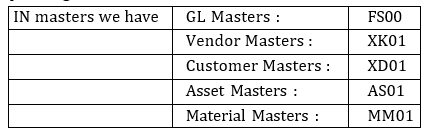 IN masters we have GL Masters : FS00
Vendor Masters : XK01
Customer Masters : XD01
Asset Masters : AS01
Material Masters : MM01